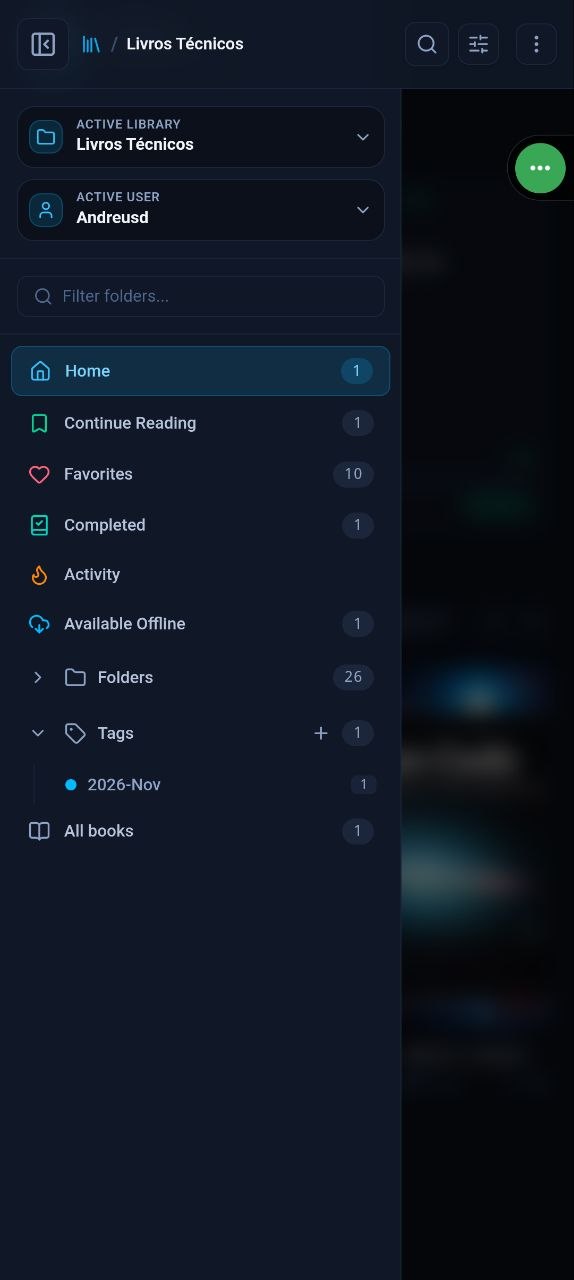 / Livros Técnicos
ACTIVE LIBRARY
Livros Técnicos
ACTIVE USER
Andreusd
Filter folders...
Home 1
Continue Reading 1
Favorites 10
Completed 1
Activity
Available Offline 1
Folders 26
Tags + 1
2026-Nov 1
All books 1